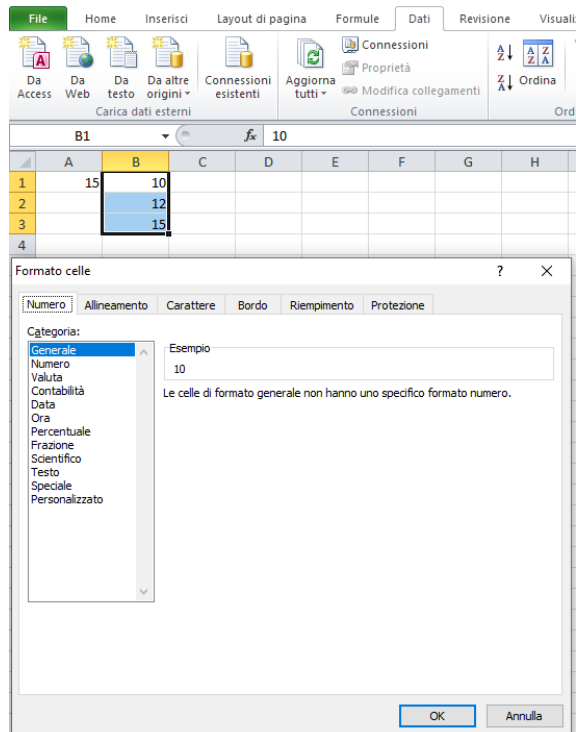 File Home Inserisci Layout di pagina Formule Dati Revisione Visuali
Da Access Da Web Da testo Da altre origini Connessioni esistenti Aggiorna tutti Connessioni Proprietà Modifica collegamenti Ordina
Carica dati esterni Connessioni Ord
B1 fx 10
A B C D E F G H
1 15 10
2 12
3 15
4
Formato celle ? X
Numero Allineamento Carattere Bordo Riempimento Protezione
Categoria:
Generale
Numero
Valuta
Contabilità
Data
Ora
Percentuale
Frazione
Scientifico
Testo
Speciale
Personalizzato
Esempio
10
Le celle di formato generale non hanno uno specifico formato numero.
OK Annulla